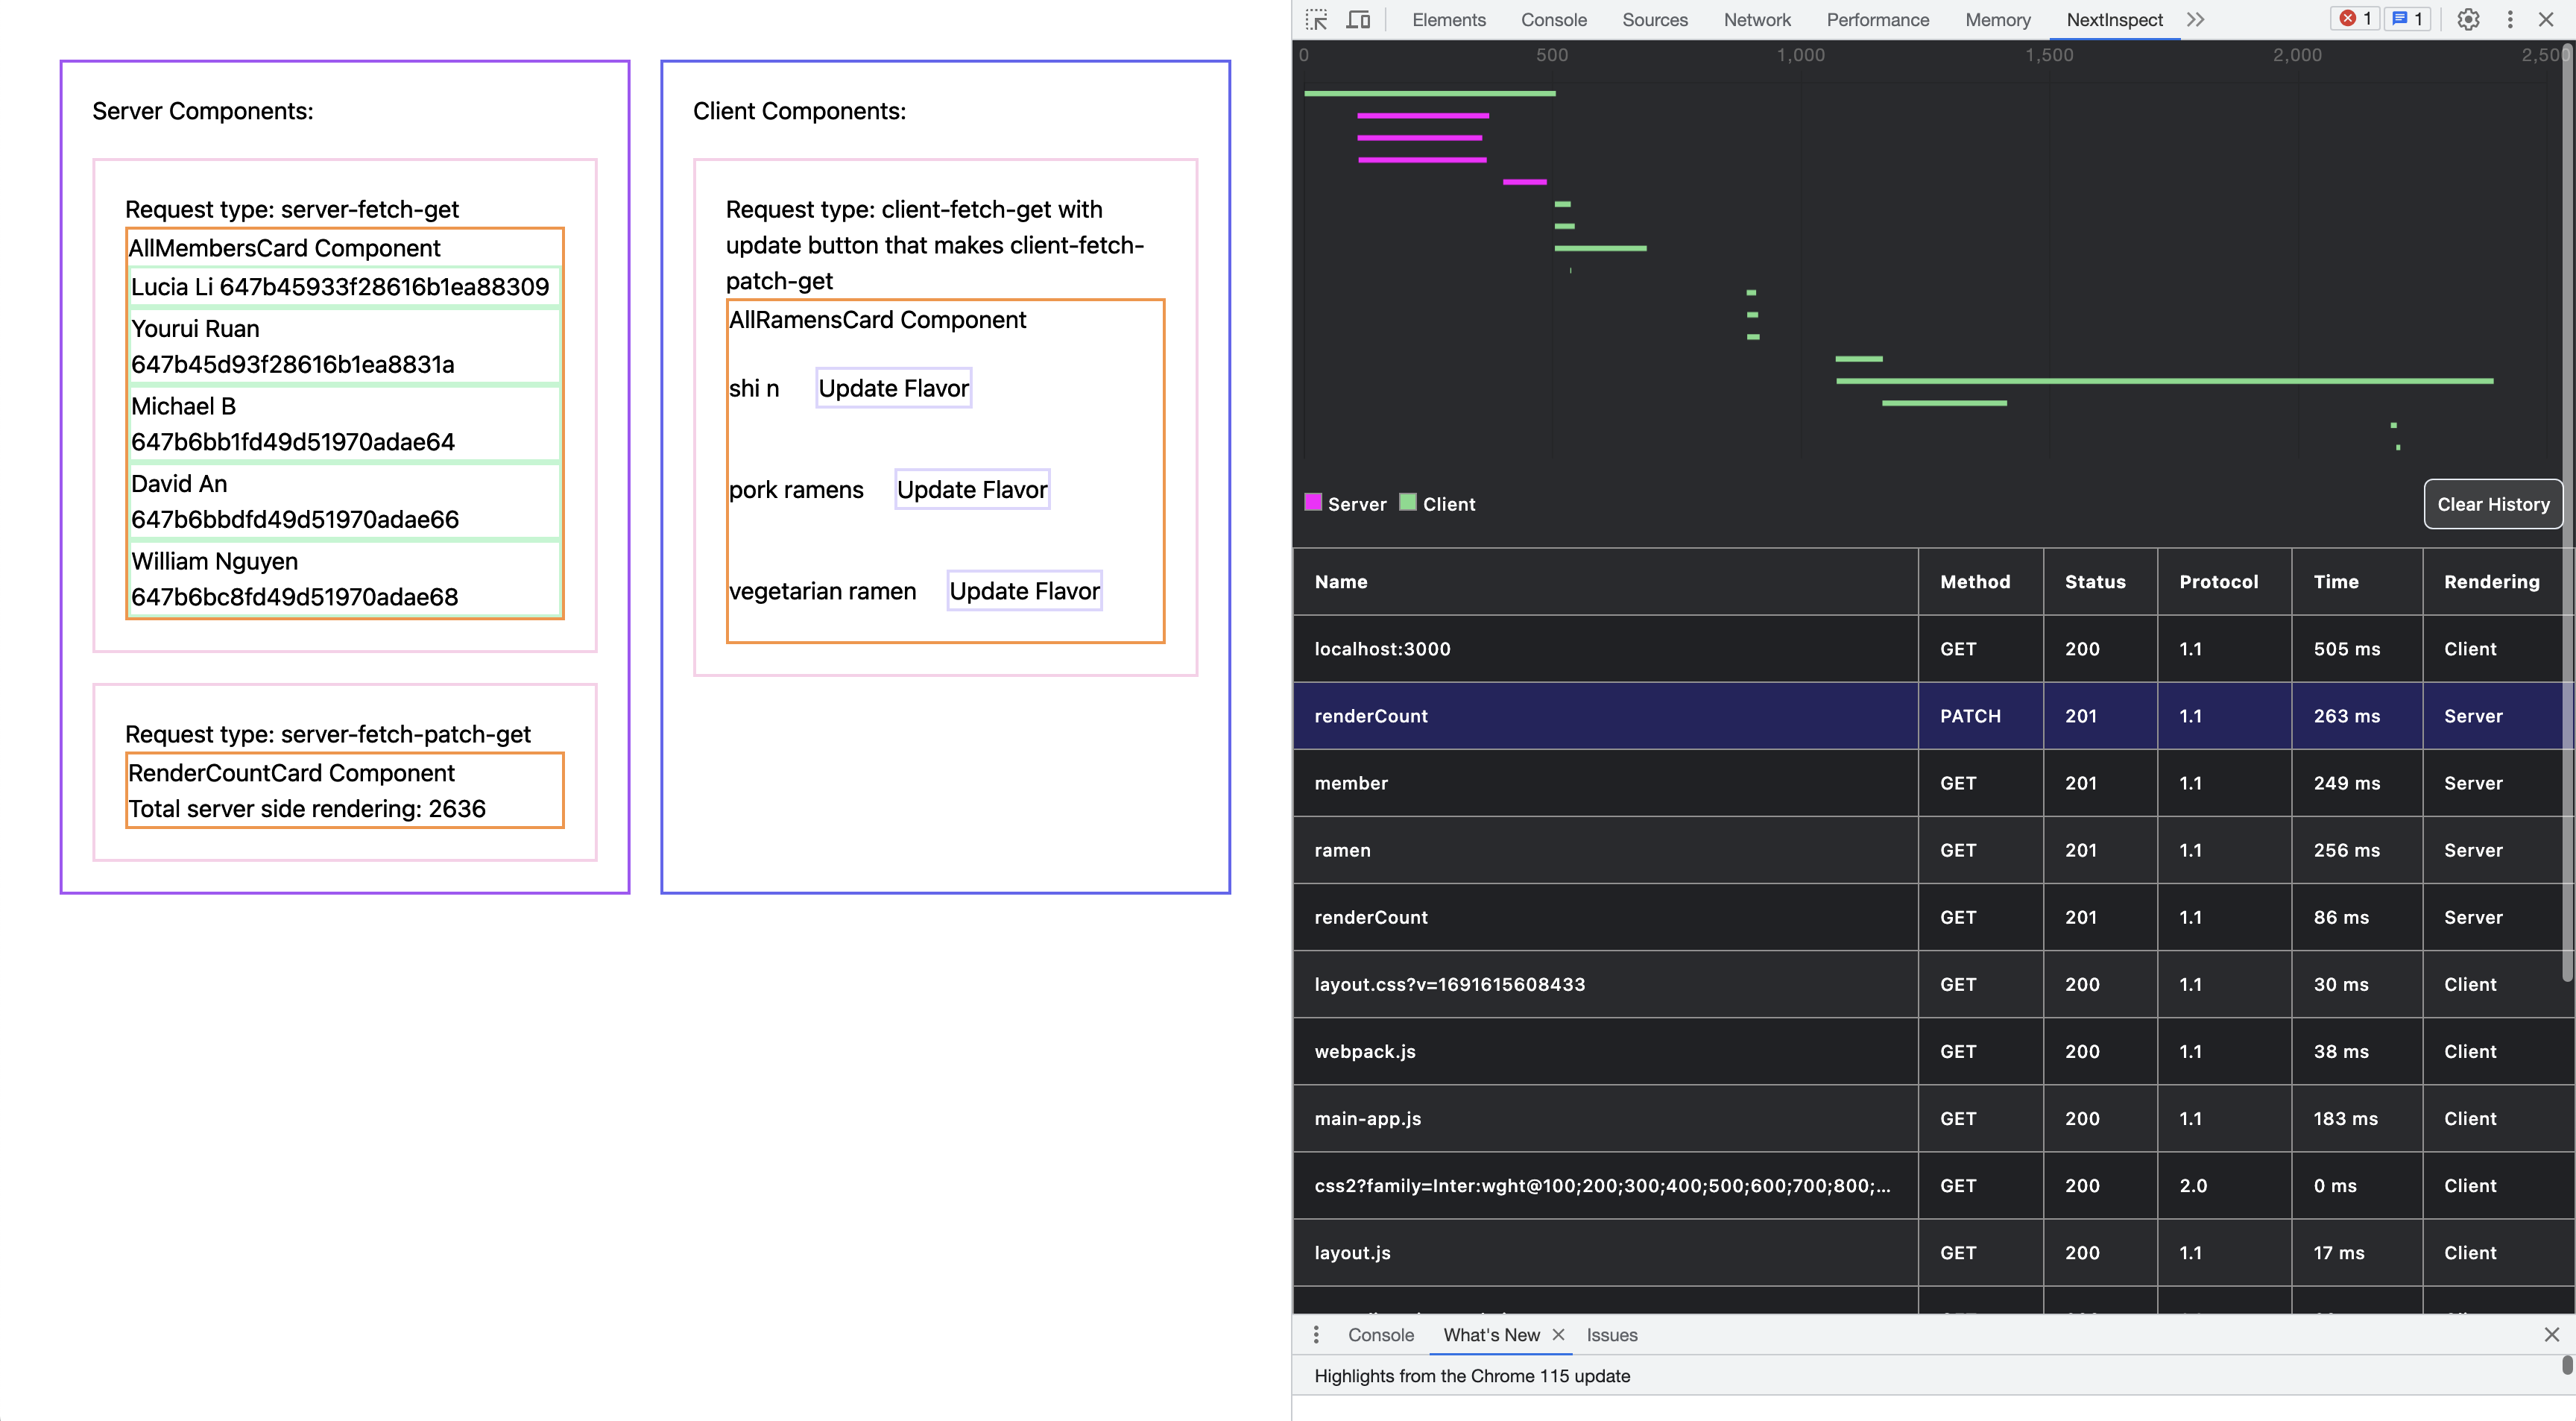 Server Components:
Request type: server-fetch-get
AllMembersCard Component
Lucia Li 647b45933f28616b1ea88309
Yourui Ruan
647b45d93f28616b1ea8831a
Michael B
647b6bb1fd49d51970adae64
David An
647b6bbdfd49d51970adae66
William Nguyen
647b6bc8fd49d51970adae68
Request type: server-fetch-patch-get
RenderCountCard Component
Total server side rendering: 2636
Client Components:
Request type: client-fetch-get with
update button that makes client-fetch-
patch-get
AllRamensCard Component
shi n Update Flavor
pork ramens Update Flavor
vegetarian ramen Update Flavor
Elements Console Sources Network Performance Memory NextInspect 1 1
0 500 1,000 1,500 2,000 2,500
Server Client Clear History
Name Method Status Protocol Time Rendering
localhost:3000 GET 200 1.1 505 ms Client
renderCount PATCH 201 1.1 263 ms Server
member GET 201 1.1 249 ms Server
ramen GET 201 1.1 256 ms Server
renderCount GET 201 1.1 86 ms Server
layout.css?v=1691615608433 GET 200 1.1 30 ms Client
webpack.js GET 200 1.1 38 ms Client
main-app.js GET 200 1.1 183 ms Client
css2?family=Inter:wght@100;200;300;400;500;600;700;800;... GET 200 2.0 0 ms Client
layout.js GET 200 1.1 17 ms Client
Console What's New Issues
Highlights from the Chrome 115 update